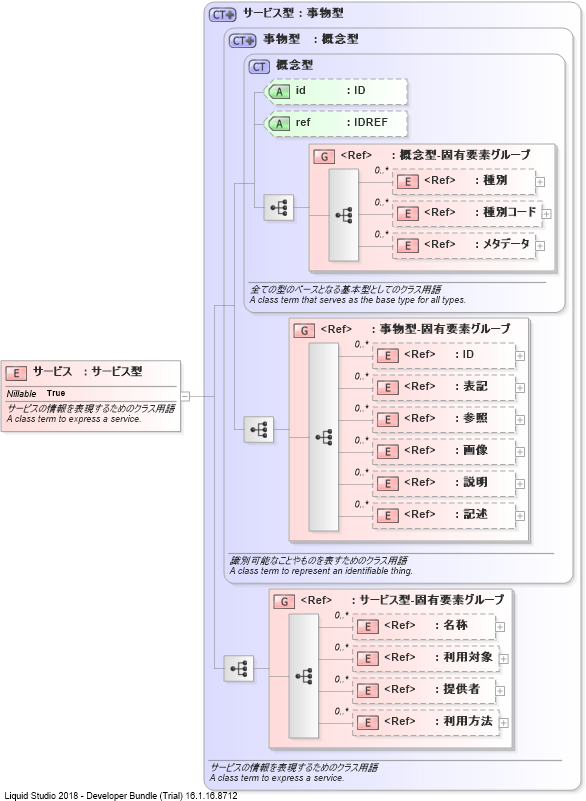 CT サービス型 : 事物型
CT 事物型 : 概念型
CT 概念型
A id : ID
A ref : IDREF
G <Ref> : 概念型-固有要素グループ
0..*
E <Ref> : 種別
0..*
E <Ref> : 種別コード
0..*
E <Ref> : メタデータ
全ての型のベースとなる基本型としてのクラス用語
A class term that serves as the base type for all types.
G <Ref> : 事物型-固有要素グループ
0..*
E <Ref> : ID
0..*
E <Ref> : 表記
0..*
E <Ref> : 参照
0..*
E <Ref> : 画像
0..*
E <Ref> : 説明
0..*
E <Ref> : 記述
E サービス : サービス型
Nillable True
サービスの情報を表現するためのクラス用語
A class term to express a service.
識別可能なことやものを表すためのクラス用語
A class term to represent an identifiable thing.
G <Ref> : サービス型-固有要素グループ
0..*
E <Ref> : 名称
0..*
E <Ref> : 利用対象
0..*
E <Ref> : 提供者
0..*
E <Ref> : 利用方法
サービスの情報を表現するためのクラス用語
A class term to express a service.
Liquid Studio 2018 - Developer Bundle (Trial) 16.1.16.8712